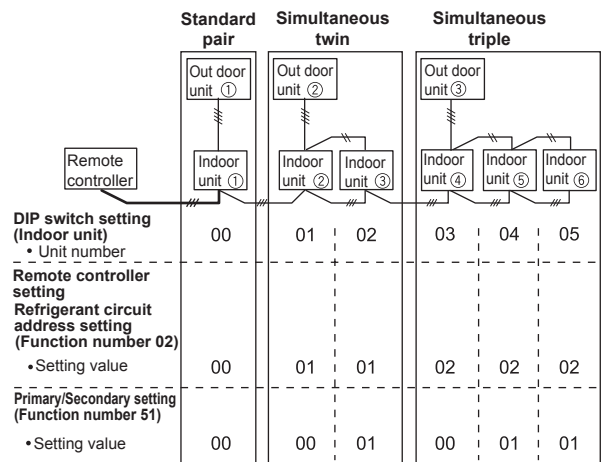 Standard pair
Simultaneous twin
Simultaneous triple
Out door unit ①
Out door unit ②
Out door unit ③
Remote controller
Indoor unit ①
Indoor unit ②
Indoor unit ③
Indoor unit ④
Indoor unit ⑤
Indoor unit ⑥
DIP switch setting
(Indoor unit)
• Unit number
00 01 02 03 04 05
Remote controller
setting
Refrigerant circuit
address setting
(Function number 02)
•Setting value 00 01 01 02 02 02
Primary/Secondary setting
(Function number 51)
•Setting value 00 00 01 00 01 01